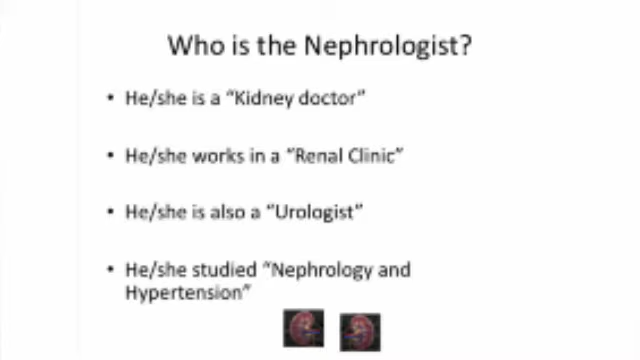 Who is the Nephrologist?
• He/she is a “Kidney doctor”
• He/she works in a “Renal Clinic”
• He/she is also a “Urologist”
• He/she studied “Nephrology and
Hypertension”